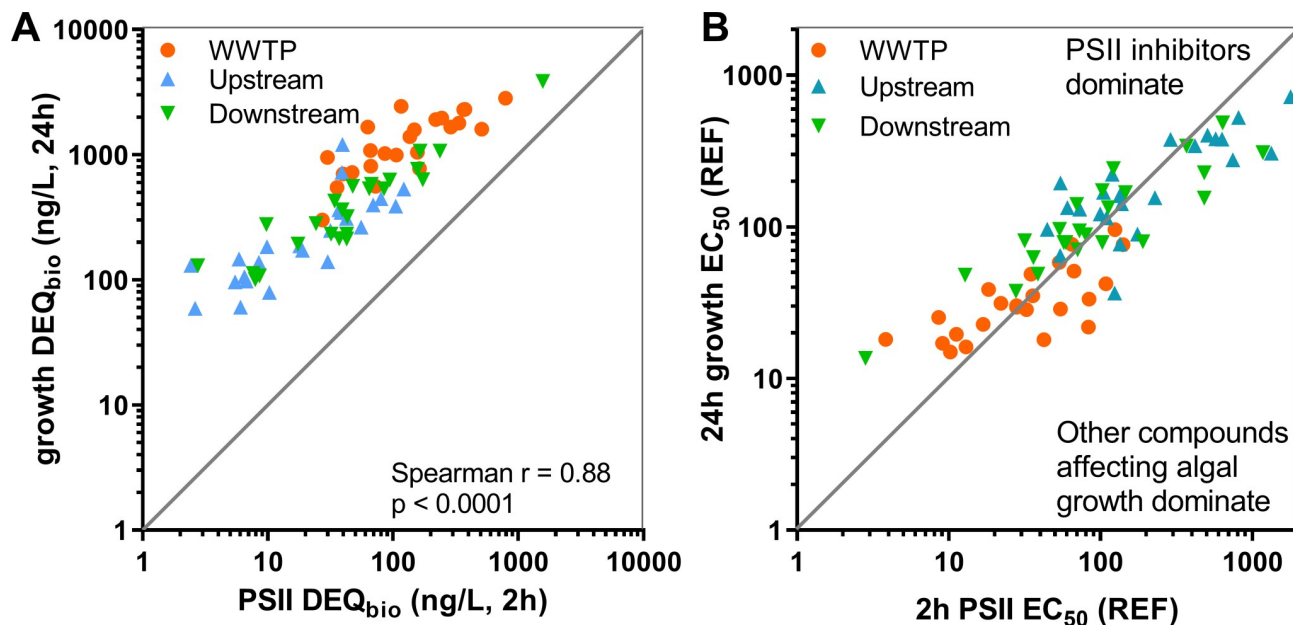 A
WWTP
Upstream
Downstream
Spearman r = 0.88
p < 0.0001
10000
1000
100
10
1
growth DEQbio (ng/L, 24h)
1
10
100
1000
10000
PSII DEQbio (ng/L, 2h)
B
WWTP
Upstream
Downstream
PSII inhibitors
dominate
Other compounds
affecting algal
growth dominate
1000
100
10
1
24h growth EC50 (REF)
1
10
100
1000
2h PSII EC50 (REF)